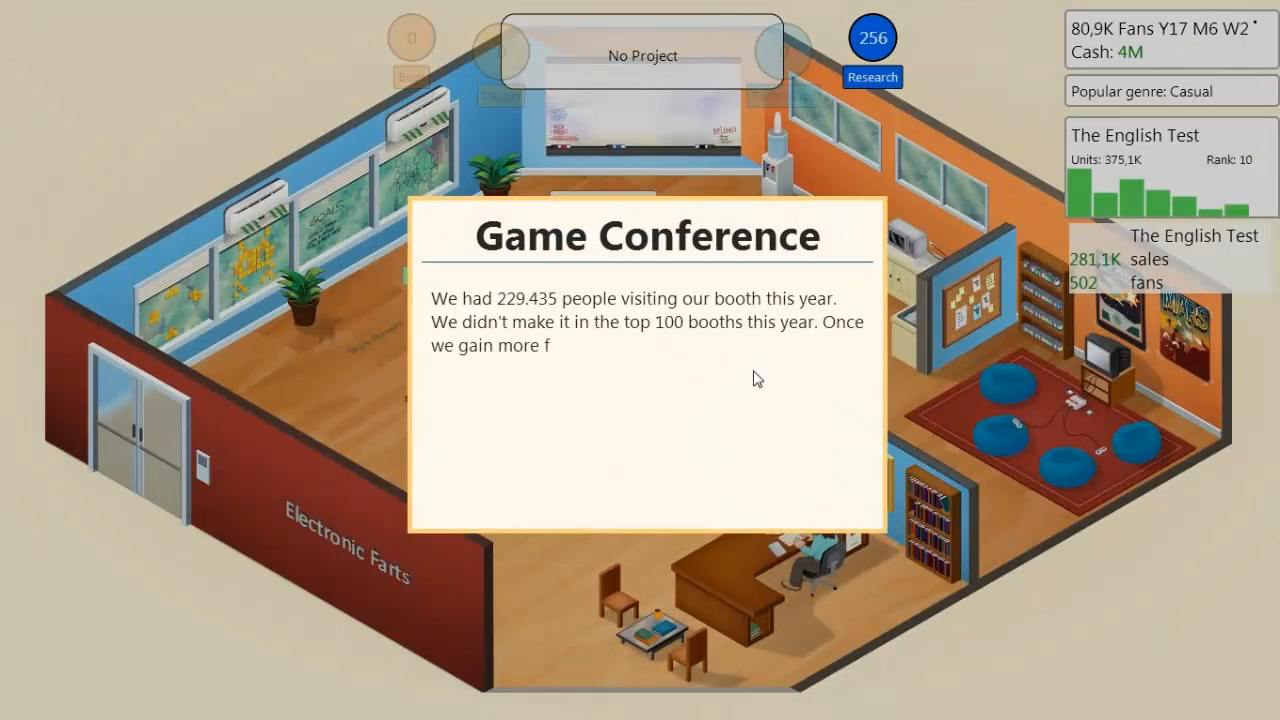 0
No Project
256
Bugs
Research
80,9K Fans Y17 M6 W2
Cash: 4M
Popular genre: Casual
The English Test
Units: 375,1K
Rank: 10
The English Test
281,1K sales
502 fans
GOALS
MAPS
Game Conference
We had 229.435 people visiting our booth this year.
We didn't make it in the top 100 booths this year. Once
we gain more f
Electronic Farts